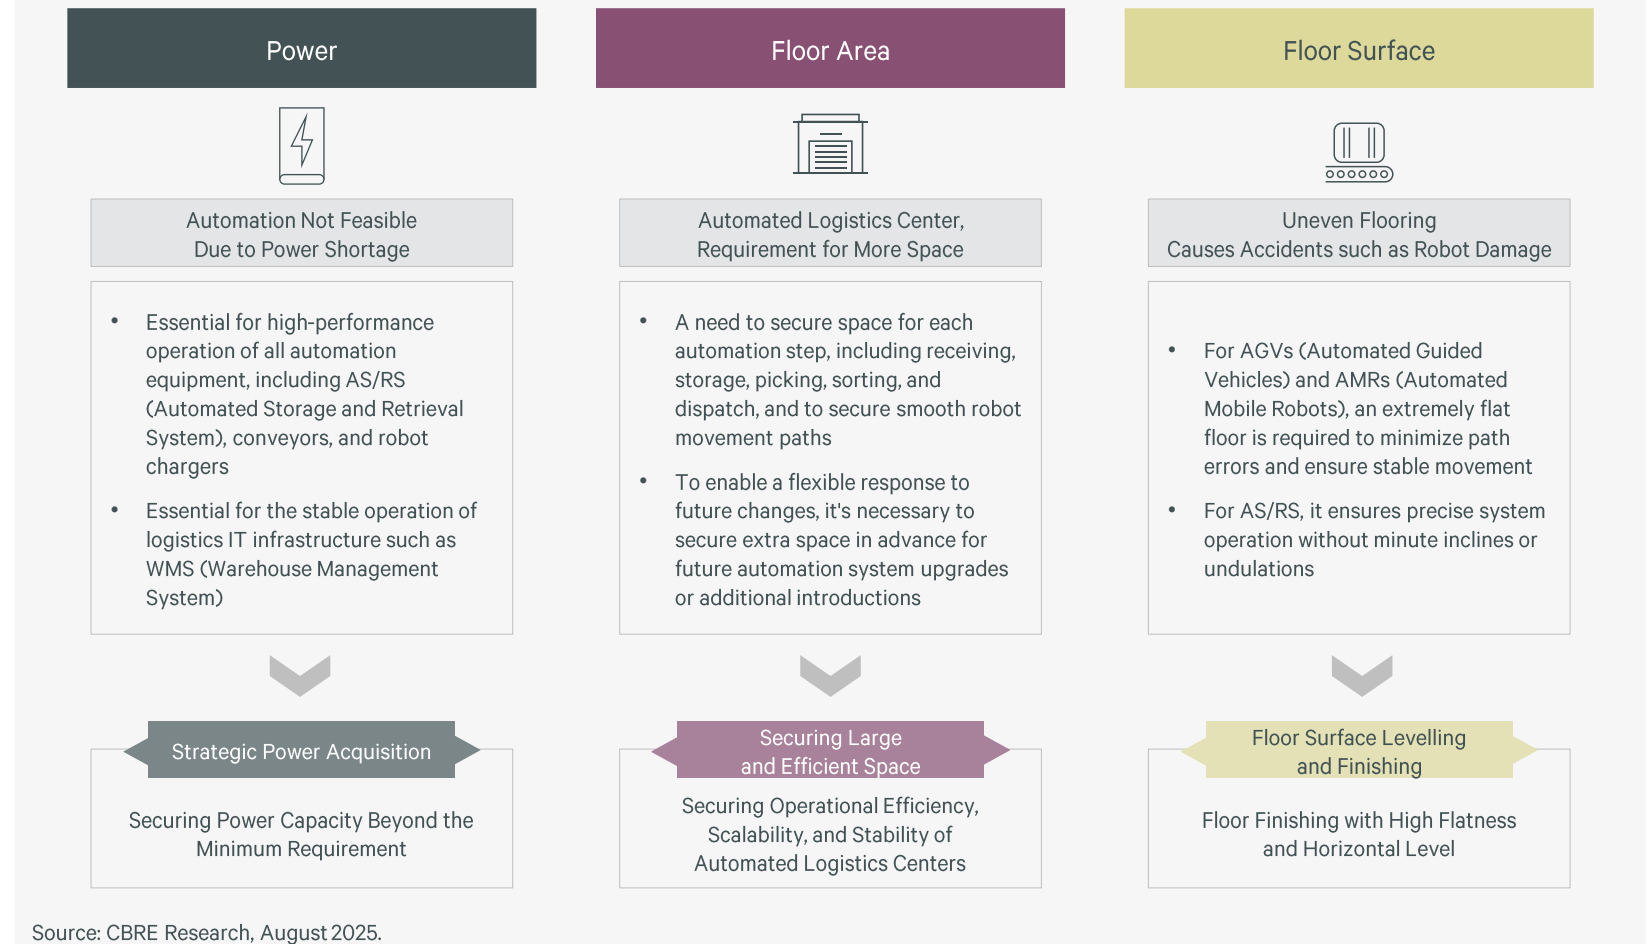 Power
Automation Not Feasible
Due to Power Shortage
• Essential for high-performance
operation of all automation
equipment, including AS/RS
(Automated Storage and Retrieval
System), conveyors, and robot
chargers
• Essential for the stable operation of
logistics IT infrastructure such as
WMS (Warehouse Management
System)
Strategic Power Acquisition
Securing Power Capacity Beyond the
Minimum Requirement
Floor Area
Automated Logistics Center,
Requirement for More Space
• A need to secure space for each
automation step, including receiving,
storage, picking, sorting, and
dispatch, and to secure smooth robot
movement paths
• To enable a flexible response to
future changes, it's necessary to
secure extra space in advance for
future automation system upgrades
or additional introductions
Securing Large
and Efficient Space
Securing Operational Efficiency,
Scalability, and Stability of
Automated Logistics Centers
Floor Surface
Uneven Flooring
Causes Accidents such as Robot Damage
• For AGVs (Automated Guided
Vehicles) and AMRs (Automated
Mobile Robots), an extremely flat
floor is required to minimize path
errors and ensure stable movement
• For AS/RS, it ensures precise system
operation without minute inclines or
undulations
Floor Surface Levelling
and Finishing
Floor Finishing with High Flatness
and Horizontal Level
Source: CBRE Research, August 2025.